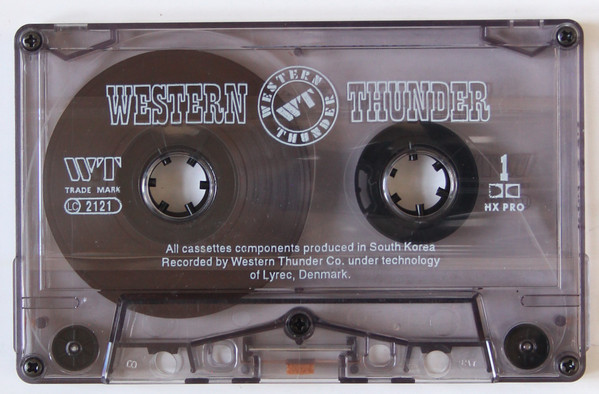 WESTERN
WESTERN
WT
THUNDER
THUNDER
WT
TRADE MARK
LC 2121
1
HX PRO
All cassettes components produced in South Korea
Recorded by Western Thunder Co. under technology
of Lyrec, Denmark.